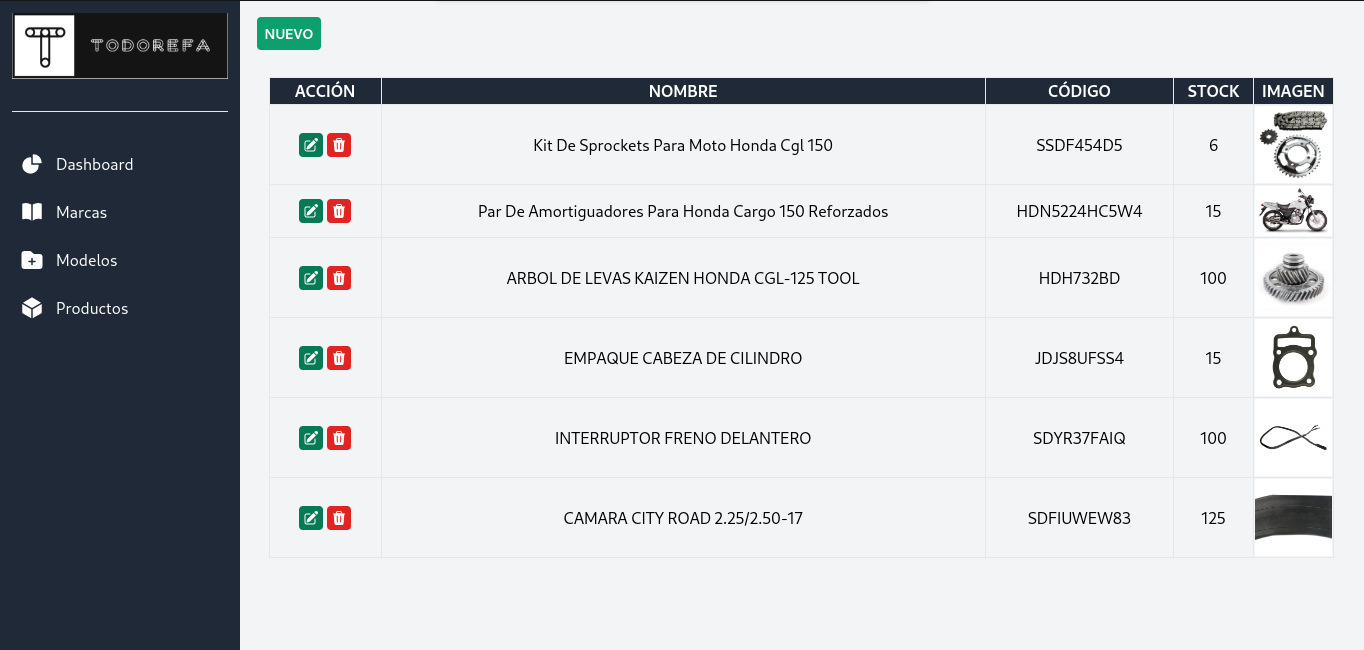 TODOREFA
Dashboard
Marcas
Modelos
Productos
NUEVO
ACCIÓN NOMBRE CÓDIGO STOCK IMAGEN
Kit De Sprockets Para Moto Honda Cgl 150 SSDF454D5 6
Par De Amortiguadores Para Honda Cargo 150 Reforzados HDN5224HC5W4 15
ARBOL DE LEVAS KAIZEN HONDA CGL-125 TOOL HDH732BD 100
EMPAQUE CABEZA DE CILINDRO JDJS8UFSS4 15
INTERRUPTOR FRENO DELANTERO SDYR37FAIQ 100
CAMARA CITY ROAD 2.25/2.50-17 SDFIUWEW83 125